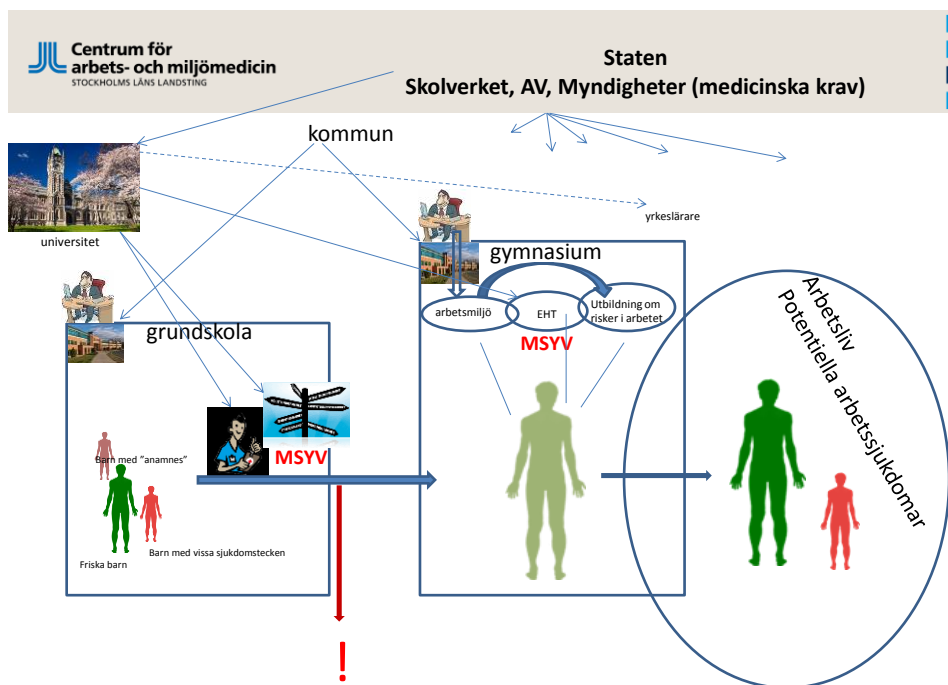 Centrum för
arbets- och miljömedicin
STOCKHOLMS LÄNS LANDSTING
Staten
Skolverket, AV, Myndigheter (medicinska krav)
kommun
yrkeslärare
universitet
gymnasium
arbetsmiljö
EHT
Utbildning om
risker i arbetet
MSYV
grundskola
MSYV
Barn med ”anamnes”
Barn med vissa sjukdomstecken
Friska barn
!
Arbetsliv
Potentiella arbetssjukdomar